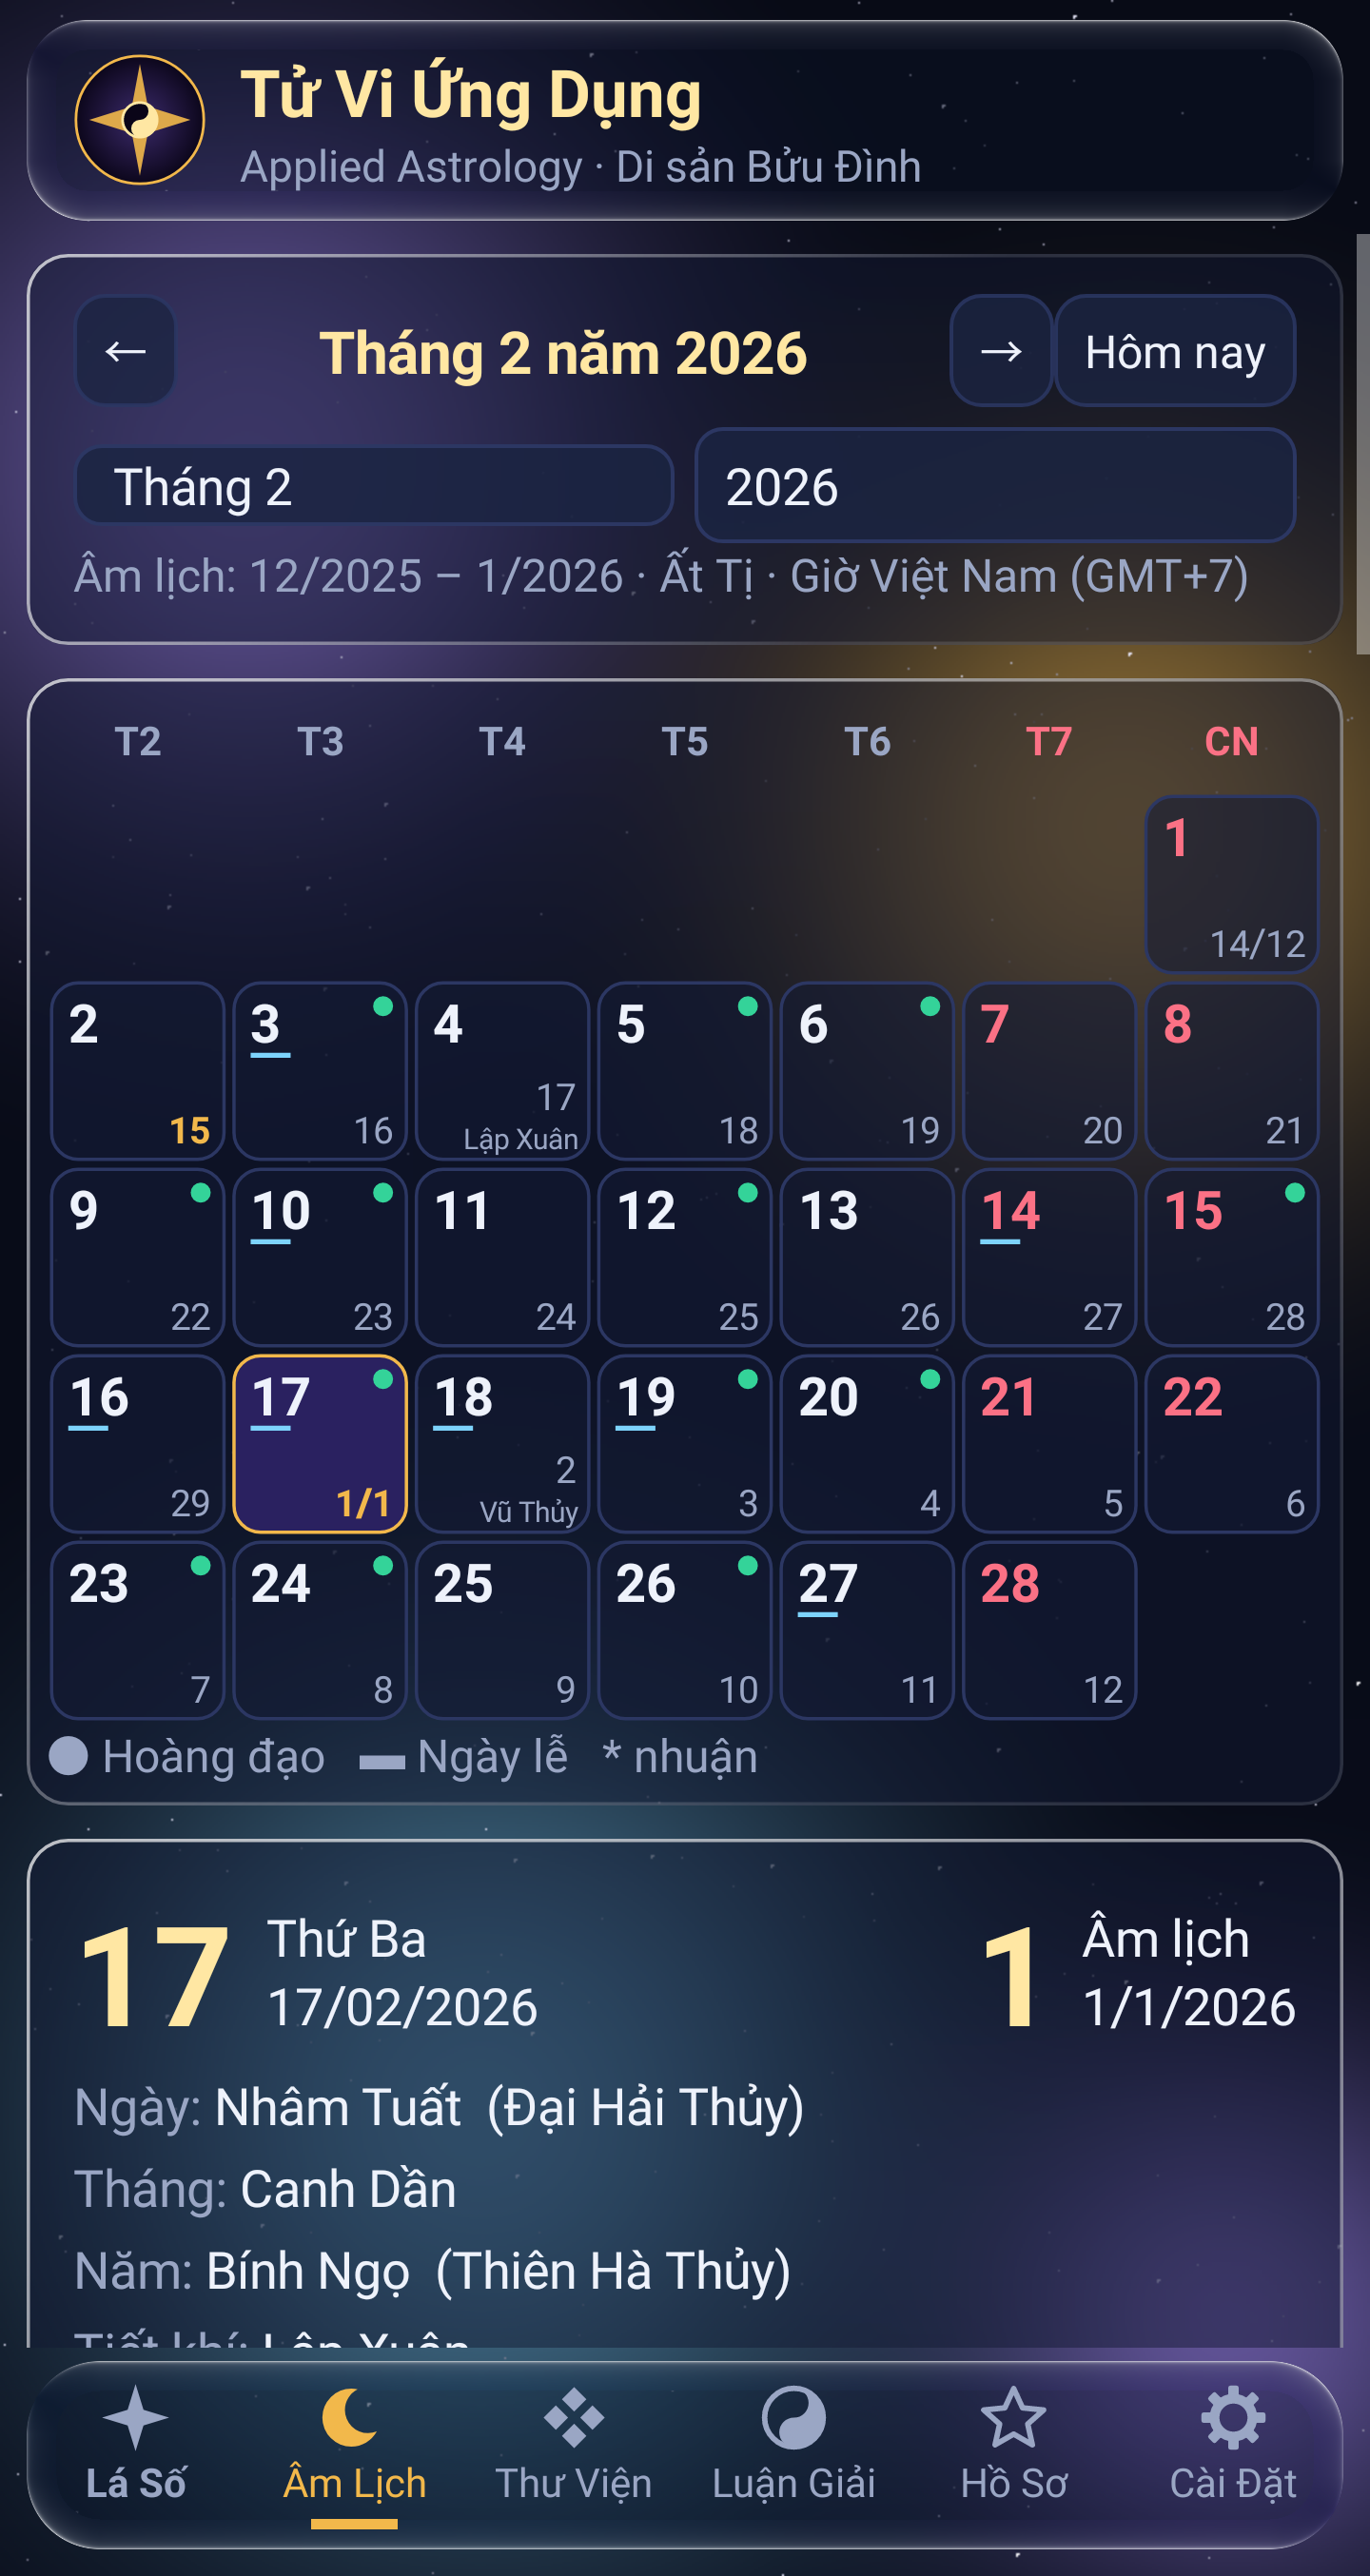 Tử Vi Ứng Dụng
Applied Astrology · Di sản Bửu Đình
← Tháng 2 năm 2026 → Hôm nay
Tháng 2 2026
Âm lịch: 12/2025 – 1/2026 · Ất Tị · Giờ Việt Nam (GMT+7)
T2 T3 T4 T5 T6 T7 CN
1
14/12
2 3 4 5 6 7 8
15 16 17 18 19 20 21
Lập Xuân
9 10 11 12 13 14 15
22 23 24 25 26 27 28
16 17 18 19 20 21 22
29 1/1 2 3 4 5 6
Vũ Thủy
23 24 25 26 27 28
7 8 9 10 11 12
Hoàng đạo Ngày lễ * nhuận
17 Thứ Ba 1 Âm lịch
17/02/2026 1/1/2026
Ngày: Nhâm Tuất (Đại Hải Thủy)
Tháng: Canh Dần
Năm: Bính Ngọ (Thiên Hà Thủy)
Tiết khí: Lập Xuân
Lá Số Âm Lịch Thư Viện Luận Giải Hồ Sơ Cài Đặt